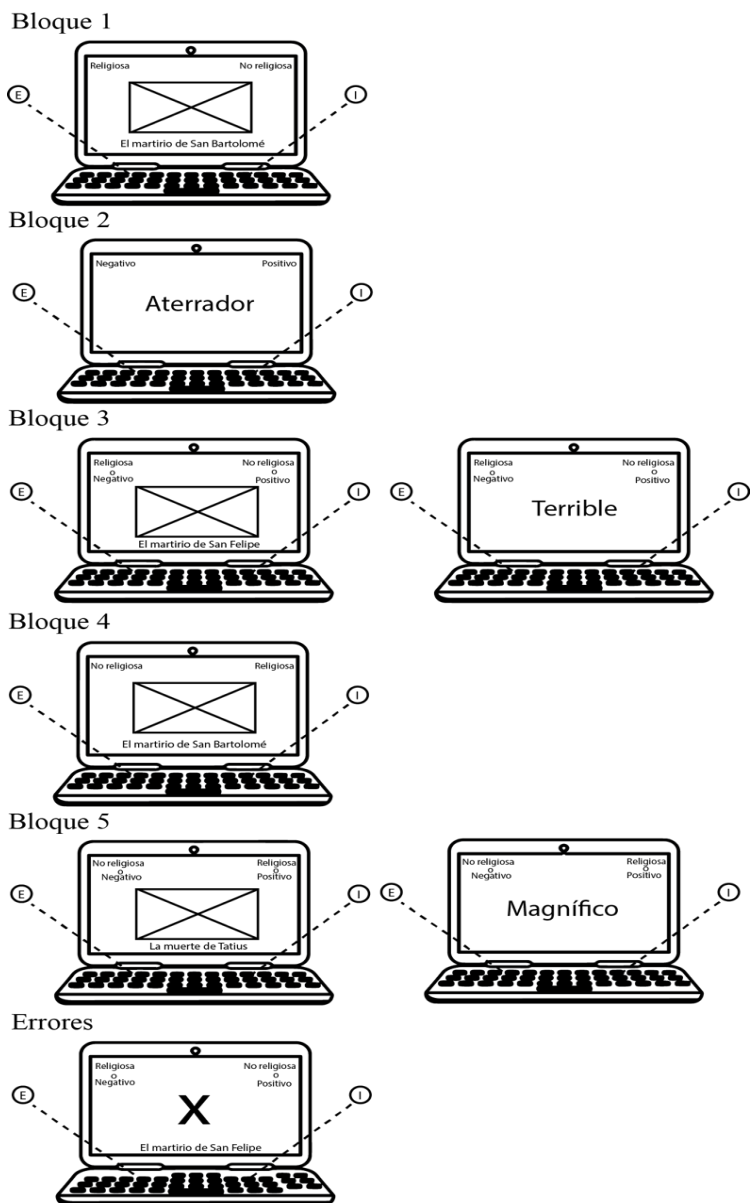 Bloque 1
Religiosa No religiosa
E I
El martirio de San Bartolomé
Bloque 2
Negativo Positivo
E I
Aterrador
Bloque 3
Religiosa No religiosa Religiosa No religiosa
o o o o
Negativo Positivo Negativo Positivo
E I E I
Terrible
El martirio de San Felipe
Bloque 4
No religiosa Religiosa
E I
El martirio de San Bartolomé
Bloque 5
No religiosa Religiosa No religiosa Religiosa
o o o o
Negativo Positivo Negativo Positivo
E I E I
Magnífico
La muerte de Tatius
Errores
Religiosa No religiosa
o o
Negativo Positivo
E I
X
El martirio de San Felipe